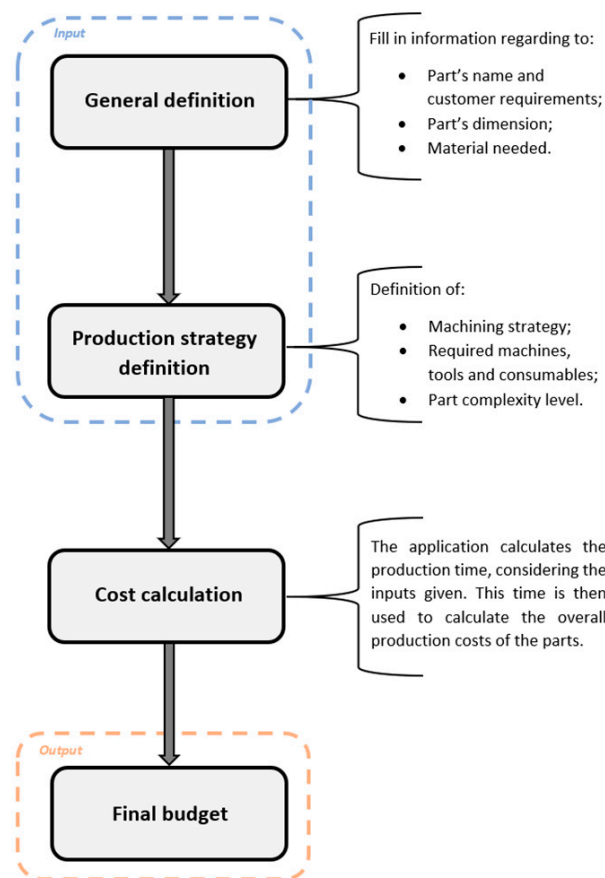 Input
General definition
Fill in information regarding to:
• Part's name and
customer requirements;
• Part's dimension;
• Material needed.
Production strategy
definition
Definition of:
• Machining strategy;
• Required machines,
tools and consumables;
• Part complexity level.
Cost calculation
The application calculates the
production time, considering the
inputs given. This time is then
used to calculate the overall
production costs of the parts.
Output
Final budget